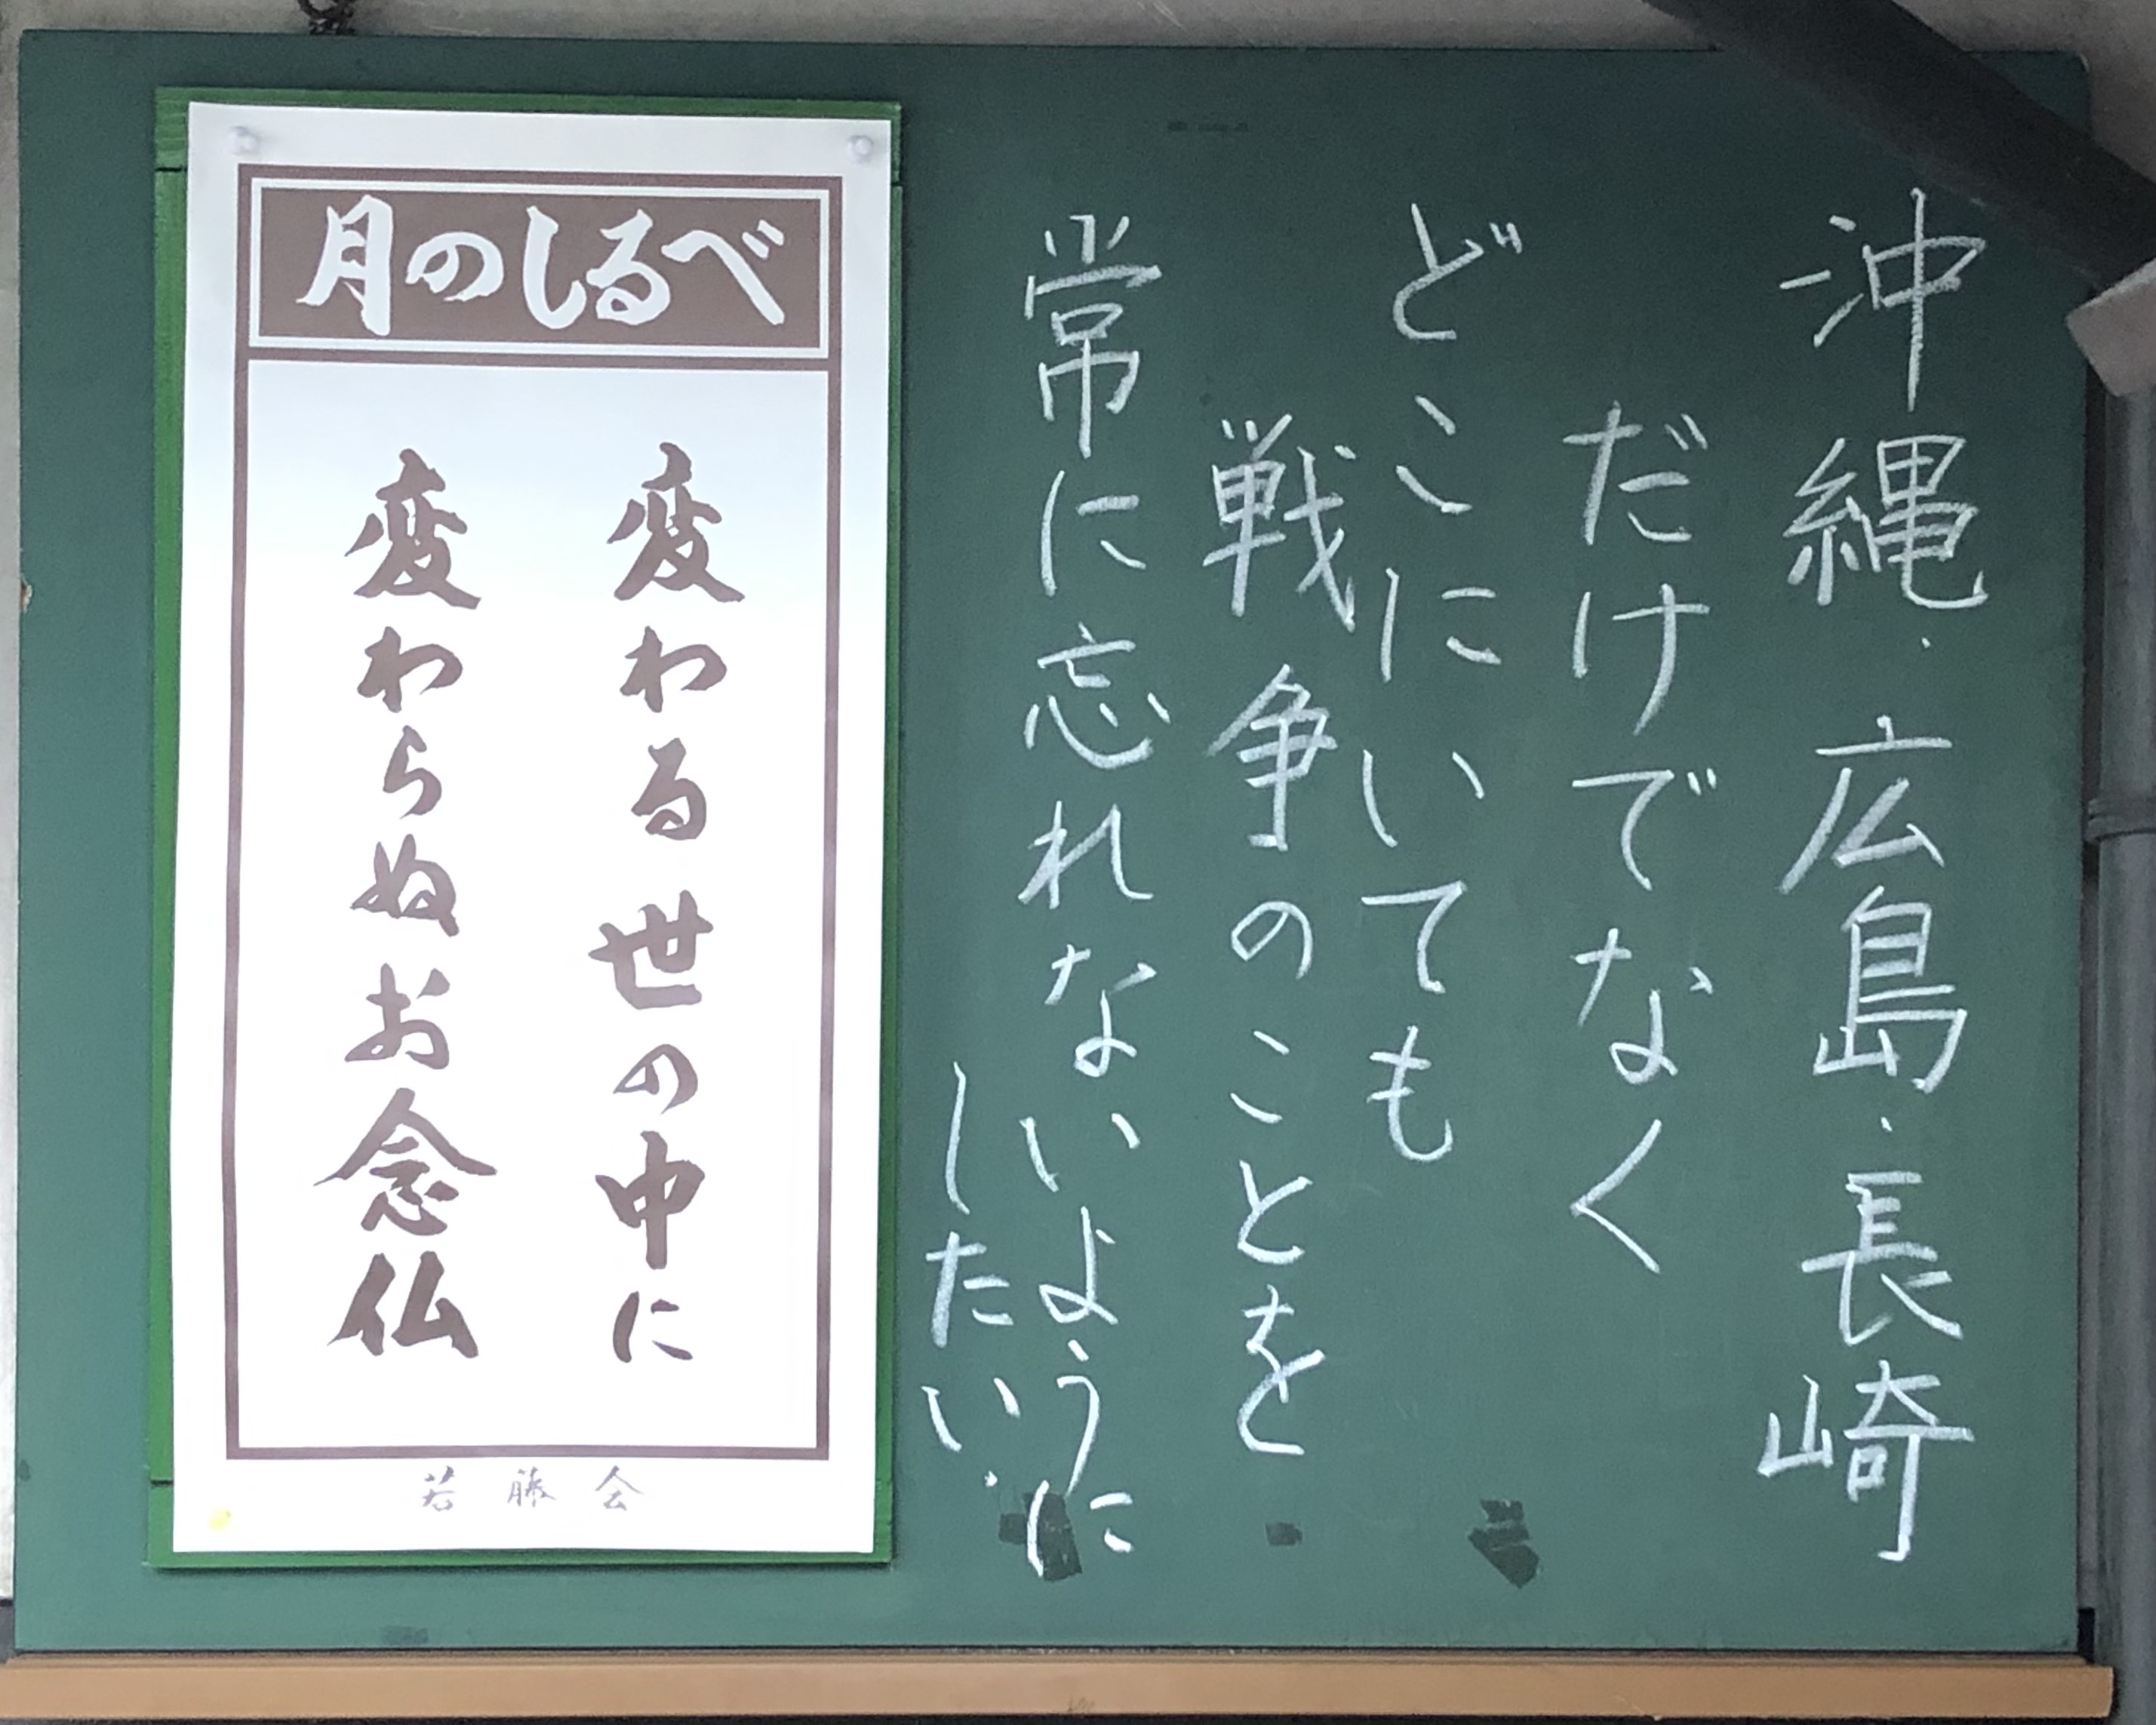 沖縄・広島・長崎
だけでなく
どこにいても
戦争のことを
常に忘れないように
したい。
月のしるべ
変わる世の中に
変わらぬお念仏
若藤会